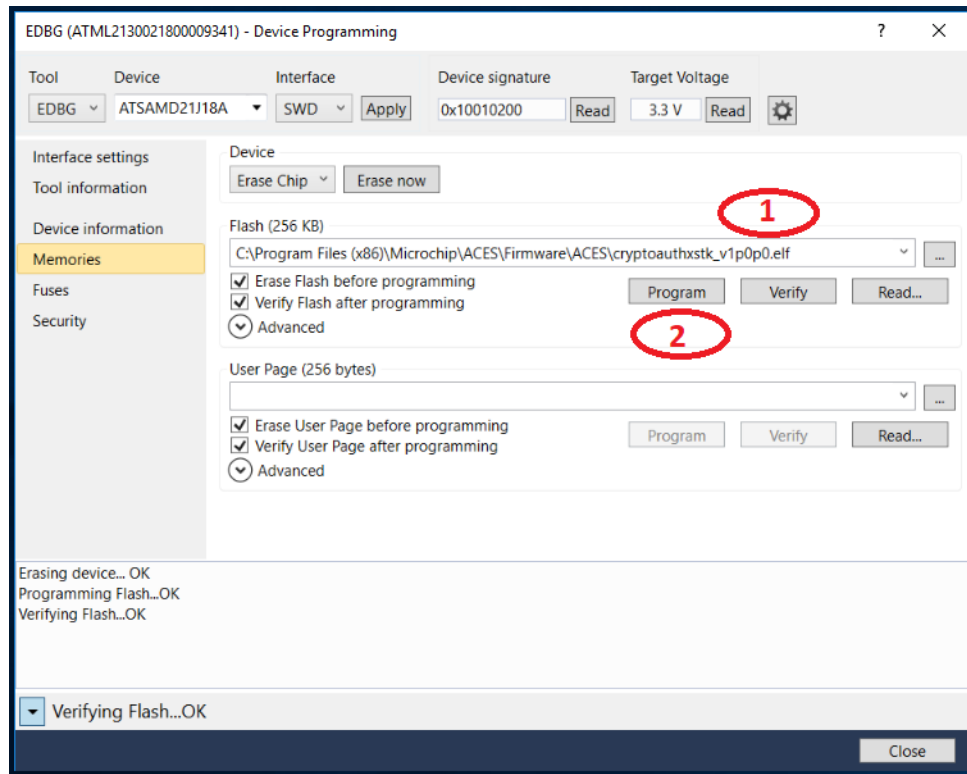 EDBG (ATML2130021800009341) - Device Programming
? ×
Tool Device Interface Device signature Target Voltage
EDBG ATSAMD21J18A SWD Apply 0x10010200 Read 3.3 V Read
Interface settings
Tool information
Device information
Memories
Fuses
Security
Device
Erase Chip Erase now
1
Flash (256 KB)
C:\Program Files (x86)\Microchip\ACES\Firmware\ACES\cryptoauthxstk_v1p0p0.elf ...
Erase Flash before programming
Program Verify Read...
Verify Flash after programming
2
Advanced
User Page (256 bytes)
...
Erase User Page before programming
Program Verify Read...
Verify User Page after programming
Advanced
Erasing device... OK
Programming Flash...OK
Verifying Flash...OK
Verifying Flash...OK
Close